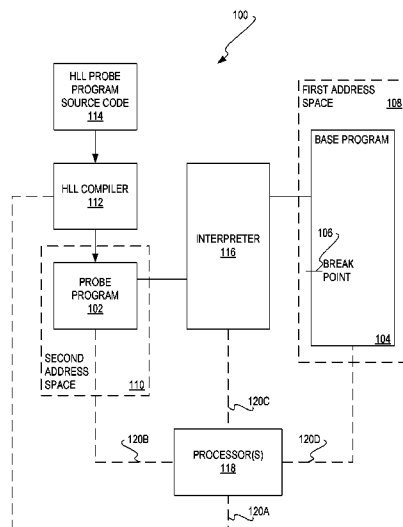 100
HLL PROBE
PROGRAM
SOURCE CODE
114
FIRST ADDRESS
SPACE
108
BASE PROGRAM
HLL COMPILER
112
INTERPRETER
116
106
BREAK
POINT
PROBE
PROGRAM
102
104
SECOND
ADDRESS
SPACE
110
120C
120B
120D
PROCESSOR(S)
118
120A